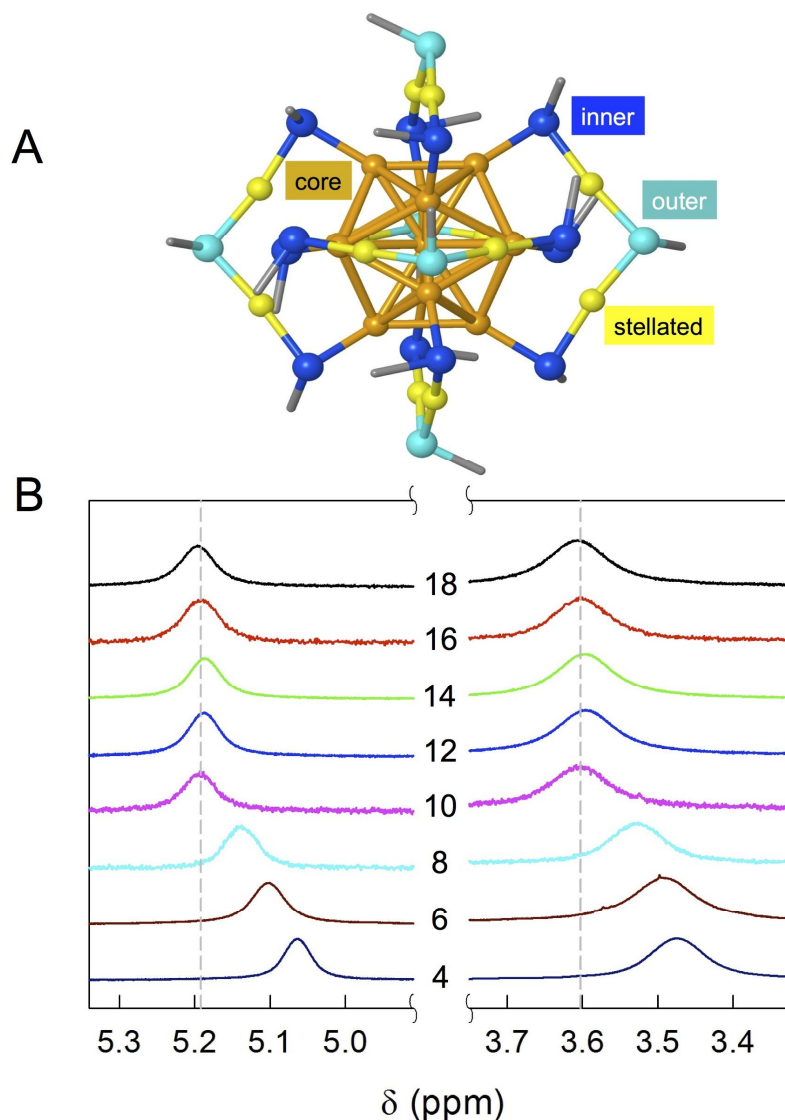 A
inner
core
outer
stellated
B
18
16
14
12
10
8
6
4
5.3 5.2 5.1 5.0 3.7 3.6 3.5 3.4
δ (ppm)